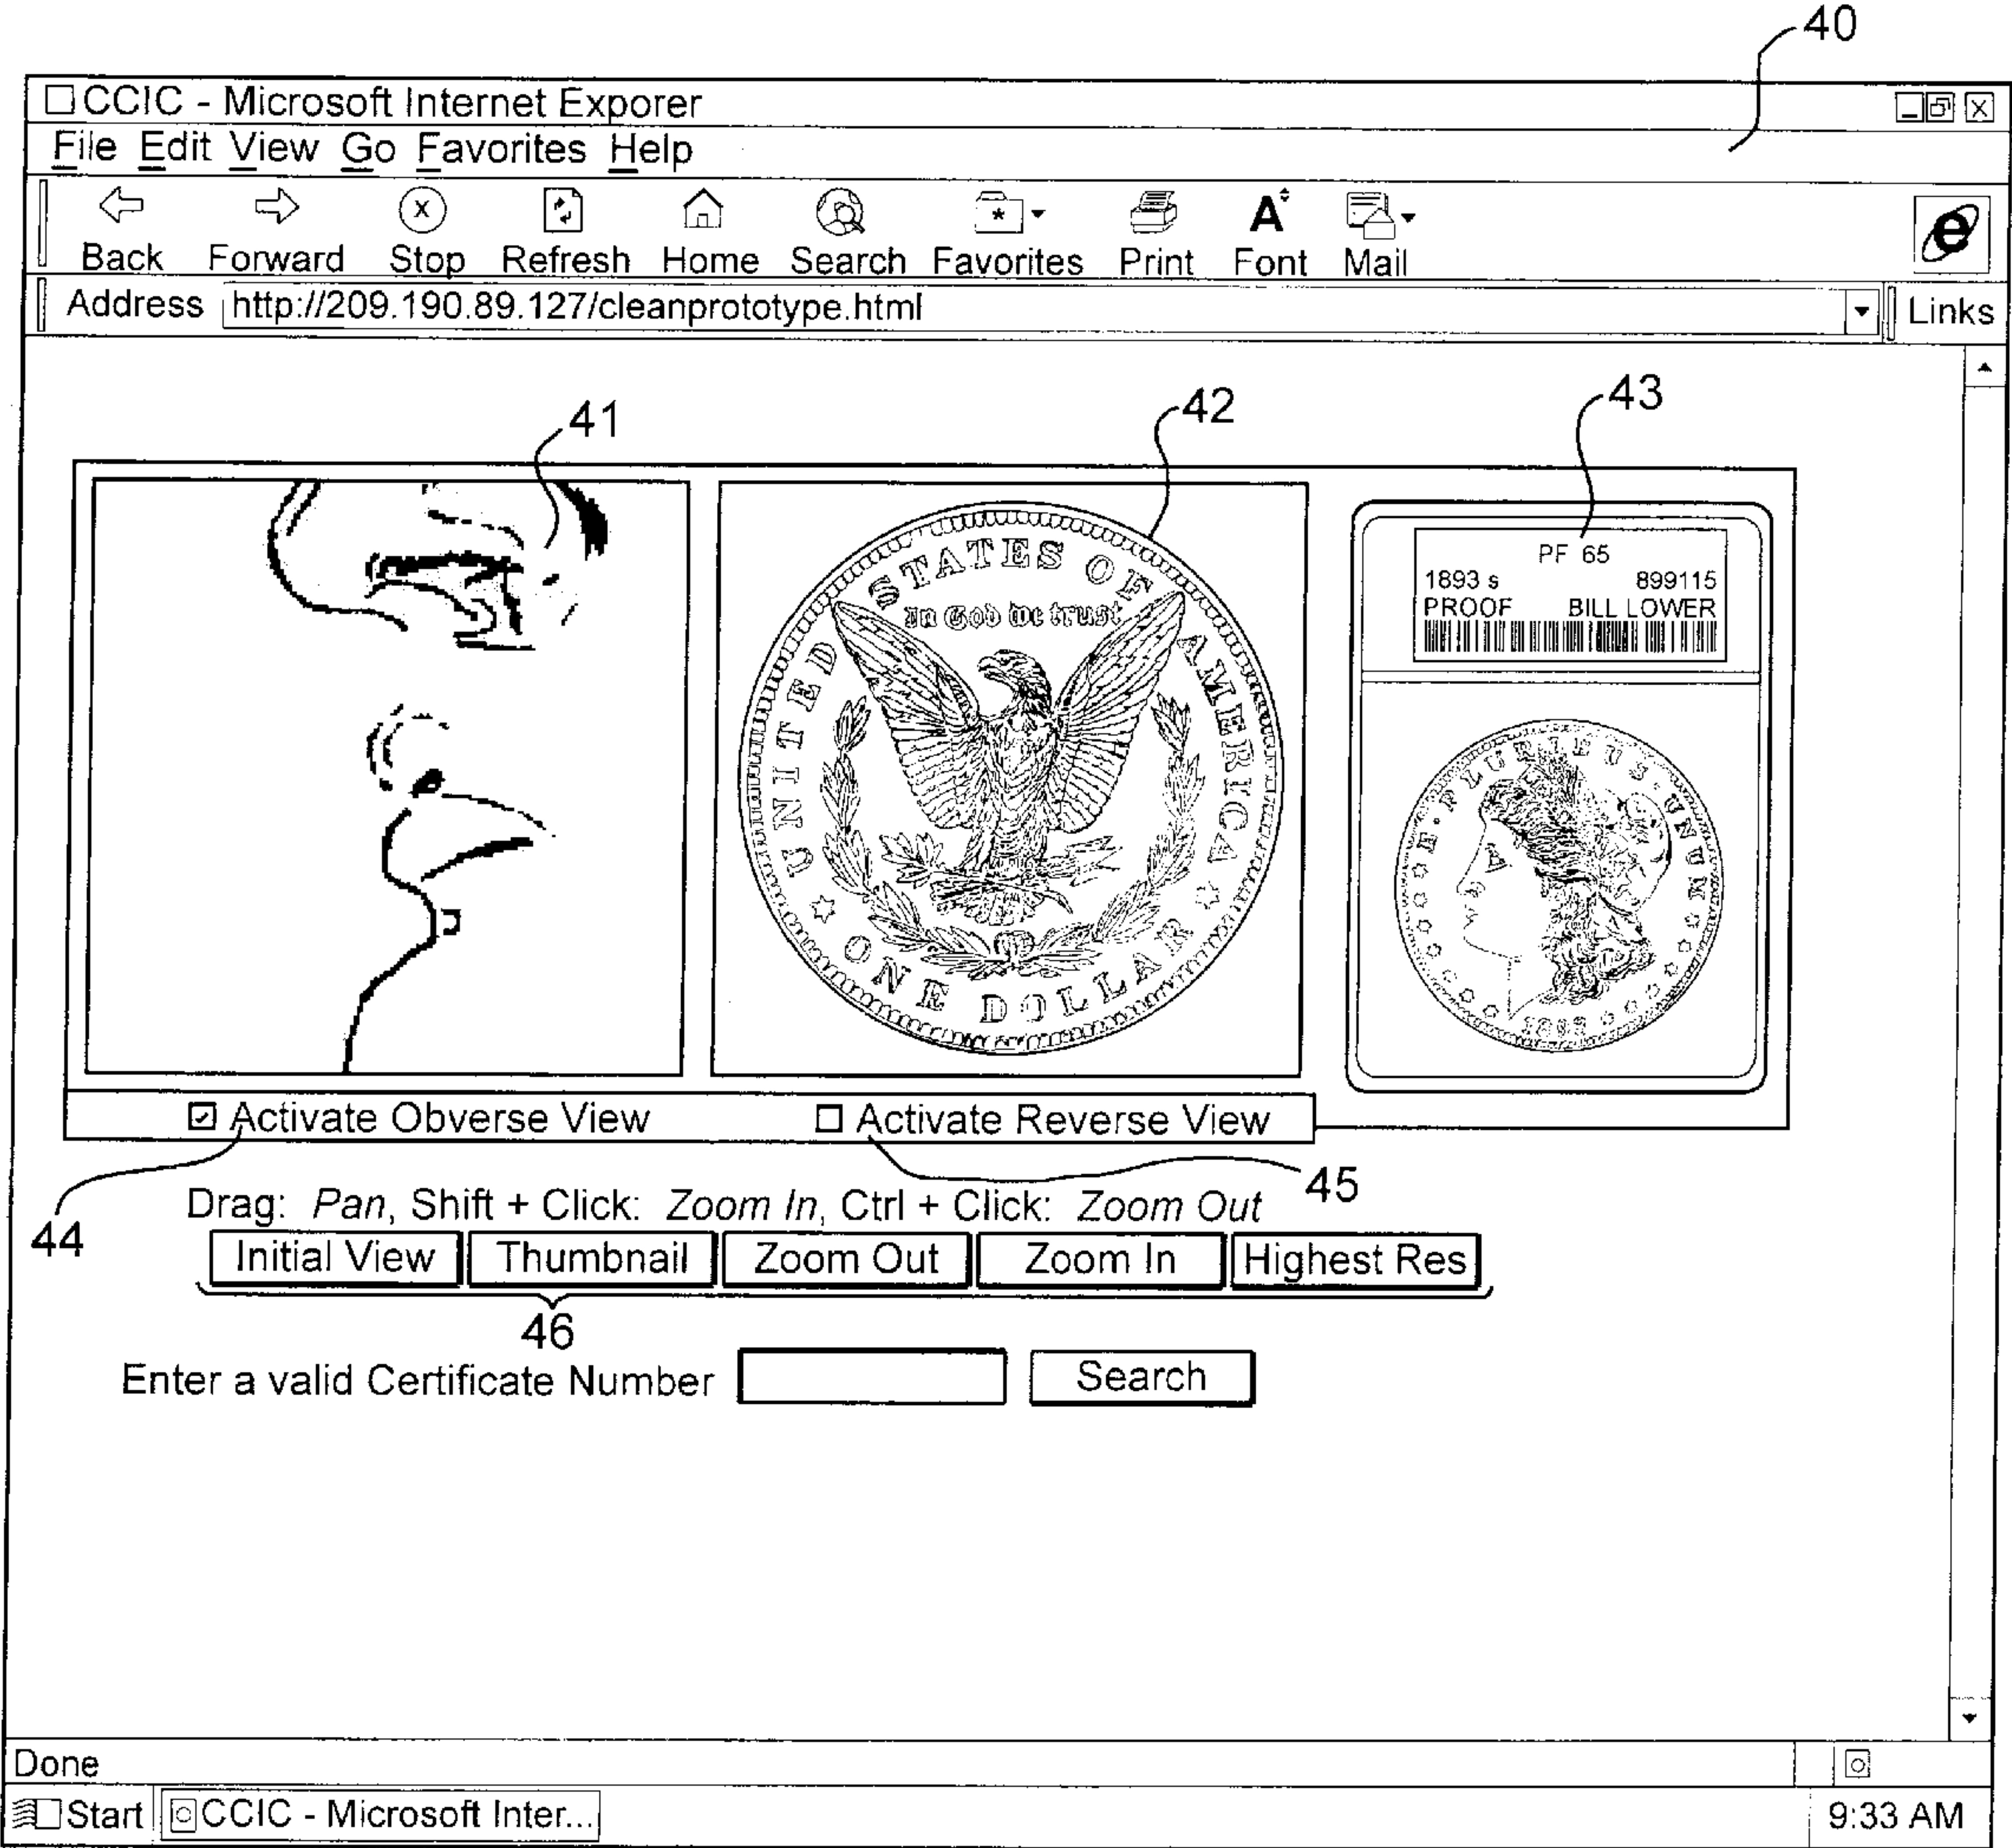 40
CCIC - Microsoft Internet Exporer
File Edit View Go Favorites Help
Back Forward Stop Refresh Home Search Favorites Print Font Mail
Address http://209.190.89.127/cleanprototype.html Links
41 42 43
UNITED STATES OF AMERICA
In God we trust
ONE DOLLAR
PF 65
1893 s 899115
PROOF BILL LOWER
E·PLURIBUS·UNUM
Activate Obverse View Activate Reverse View
44 45
Drag: Pan, Shift + Click: Zoom In, Ctrl + Click: Zoom Out
Initial View Thumbnail Zoom Out Zoom In Highest Res
46
Enter a valid Certificate Number Search
Done
Start CCIC - Microsoft Inter... 9:33 AM